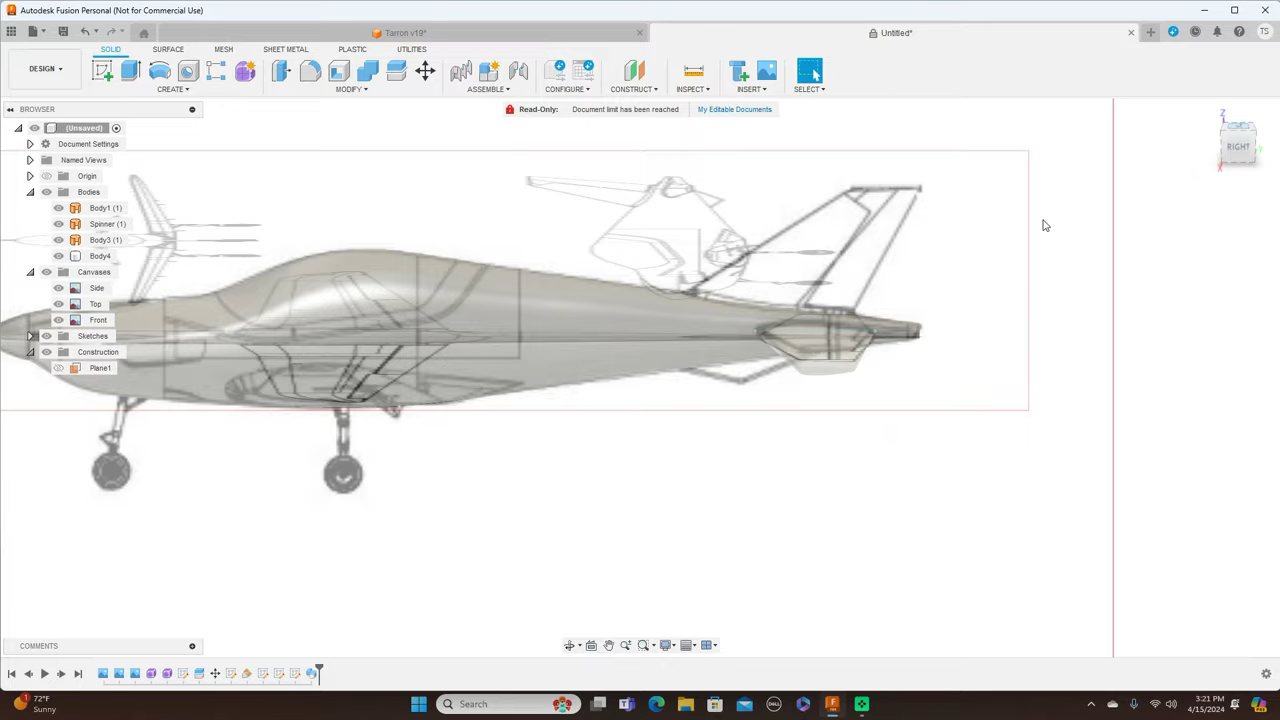 Autodesk Fusion Personal (Not for Commercial Use)
Tarron v19*
Untitled*
TS
DESIGN
SOLID SURFACE MESH SHEET METAL PLASTIC UTILITIES
CREATE MODIFY ASSEMBLE CONFIGURE CONSTRUCT INSPECT INSERT SELECT
BROWSER
Read-Only: Document limit has been reached My Editable Documents
(Unsaved)
Document Settings
Named Views
Origin
Bodies
Body1 (1)
Spinner (1)
Body3 (1)
Body4
Canvases
Side
Top
Front
Sketches
Construction
Plane1
Z
RIGHT
X
COMMENTS
72°F
Sunny
Search
3:21 PM
4/15/2024